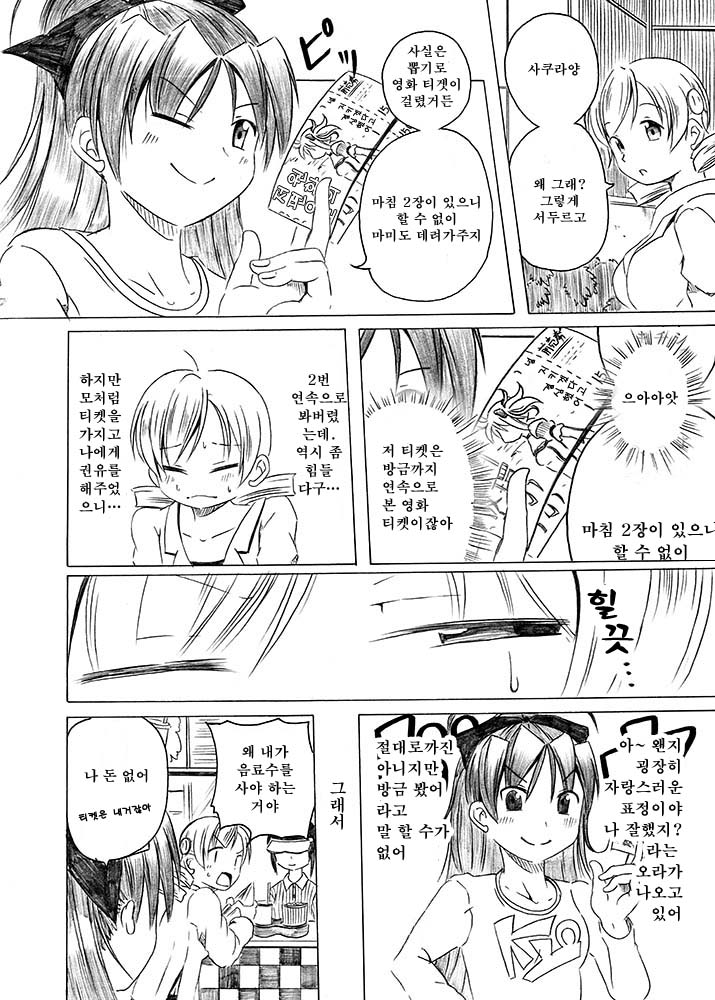 사쿠라양
왜 그래?
그렇게
서두르고
사실은
뽑기로
영화 티켓이
걸렸거든
마침 2장이 있으니
할 수 없이
마미도 데려가주지
ピッ
으아아앗
마침 2장이 있으니
할 수 없이
저 티켓은
방금까지
연속으로
본 영화
티켓이잖아
2번
연속으로
봐버렸
는데.
역시 좀
힘들
다구…
하지만
모처럼
티켓을
가지고
나에게
권유를
해주었
으니…
힐
끗…
아~ 왠지
굉장히
자랑스러운
표정이야
나 잘했지?
라는
오라가
나오고
있어
절대로까진
아니지만
방금 봤어
라고
말 할 수가
없어
그래서
왜 내가
음료수를
사야 하는
거야
나 돈 없어
티켓은 내거잖아